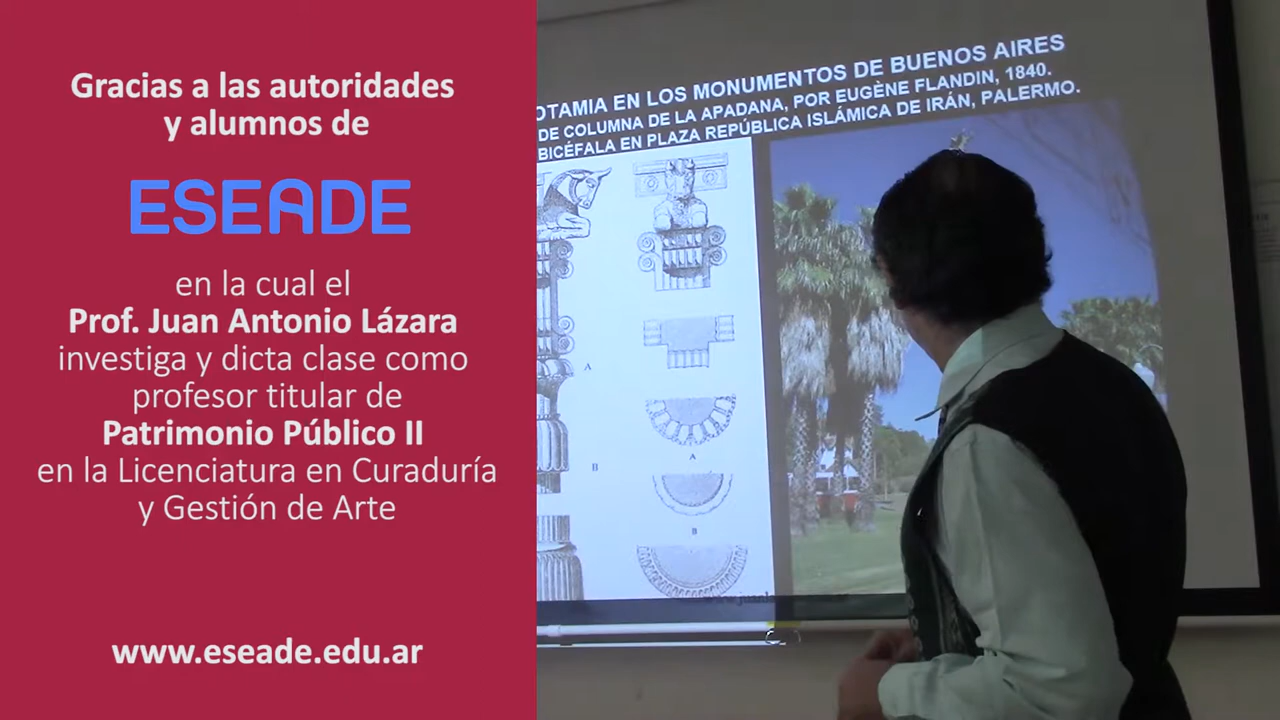 Gracias a las autoridades
y alumnos de
ESEADE
en la cual el
Prof. Juan Antonio Lázara
investiga y dicta clase como
profesor titular de
Patrimonio Público II
en la Licenciatura en Curaduría
y Gestión de Arte
www.eseade.edu.ar
OTAMIA EN LOS MONUMENTOS DE BUENOS AIRES
DE COLUMNA DE LA APADANA, POR EUGÈNE FLANDIN, 1840.
BICÉFALA EN PLAZA REPÚBLICA ISLÁMICA DE IRÁN, PALERMO.
A
B
A
B